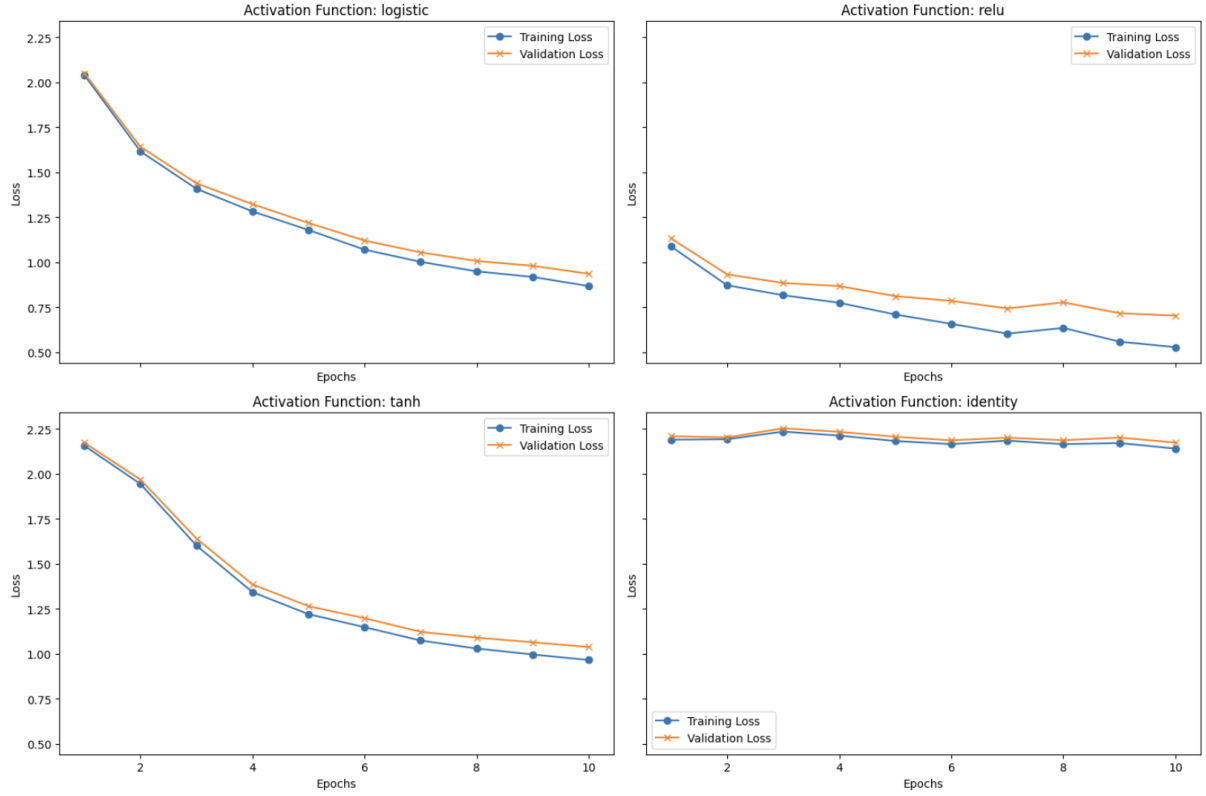 Activation Function: logistic
2.25
2.00
1.75
1.50
1.25
1.00
0.75
0.50
Loss
Training Loss
Validation Loss
Epochs
Activation Function: relu
Loss
Training Loss
Validation Loss
Epochs
Activation Function: tanh
2.25
2.00
1.75
1.50
1.25
1.00
0.75
0.50
Loss
Training Loss
Validation Loss
2 4 6 8 10
Epochs
Activation Function: identity
Loss
Training Loss
Validation Loss
2 4 6 8 10
Epochs